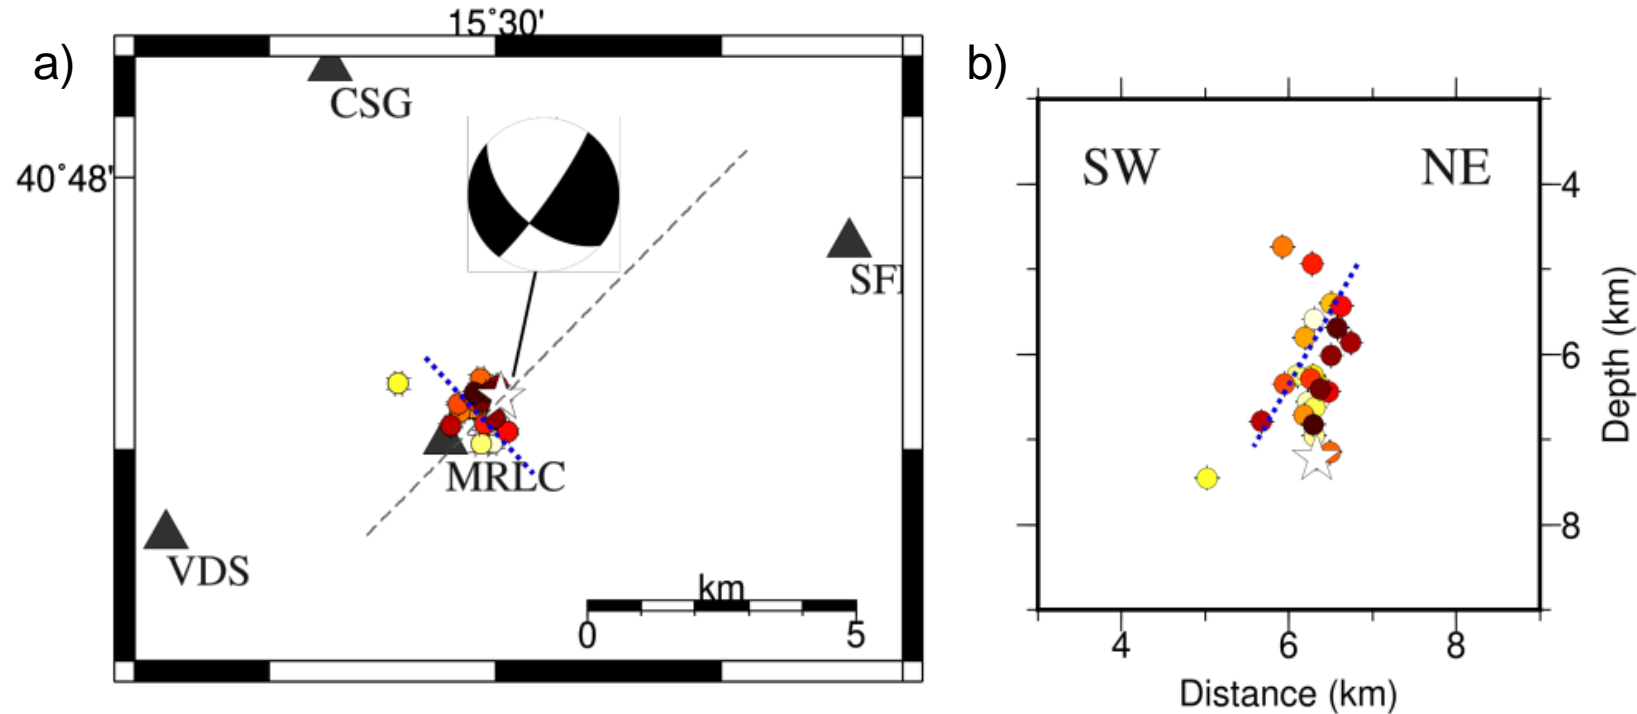 a)
15°30'
CSG
40°48'
SF
MRLC
VDS
km
0 5
b)
SW NE
4
6
8
Depth (km)
4 6 8
Distance (km)